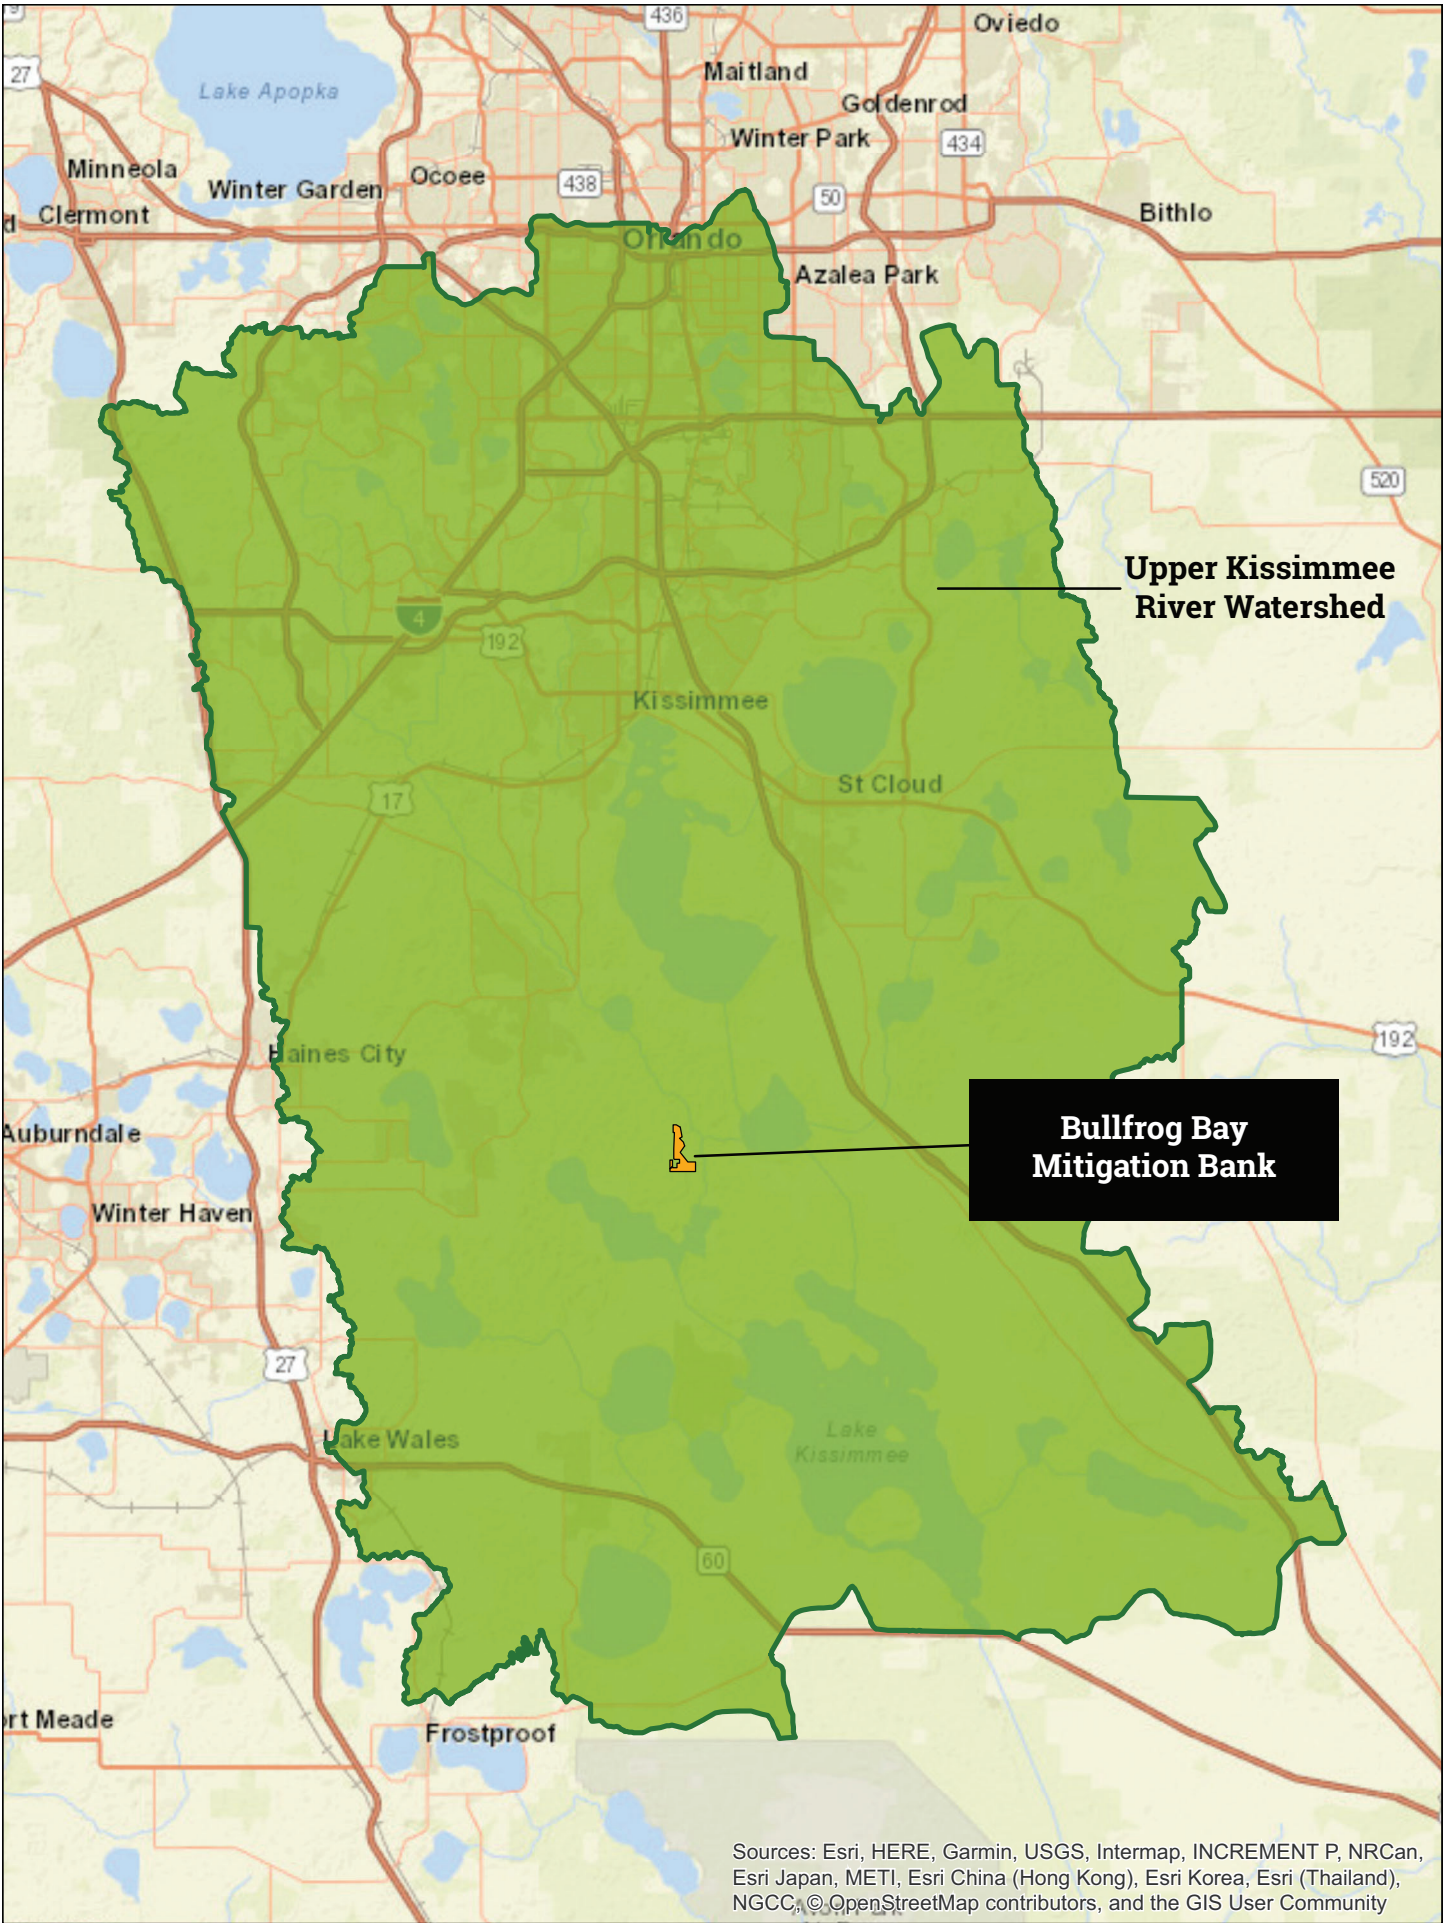 436
Oviedo
27
Lake Apopka
Maitland
Goldenrod
Winter Park
434
Minneola
Winter Garden
Ocoee
438
50
d
Clermont
Bithlo
Orlando
Azalea Park
520
Upper Kissimmee
River Watershed
4
192
Kissimmee
St Cloud
17
192
Haines City
Auburndale
Bullfrog Bay
Mitigation Bank
Winter Haven
27
Lake
Kissimmee
Lake Wales
60
ort Meade
Frostproof
Sources: Esri, HERE, Garmin, USGS, Intermap, INCREMENT P, NRCan,
Esri Japan, METI, Esri China (Hong Kong), Esri Korea, Esri (Thailand),
NGCC, © OpenStreetMap contributors, and the GIS User Community